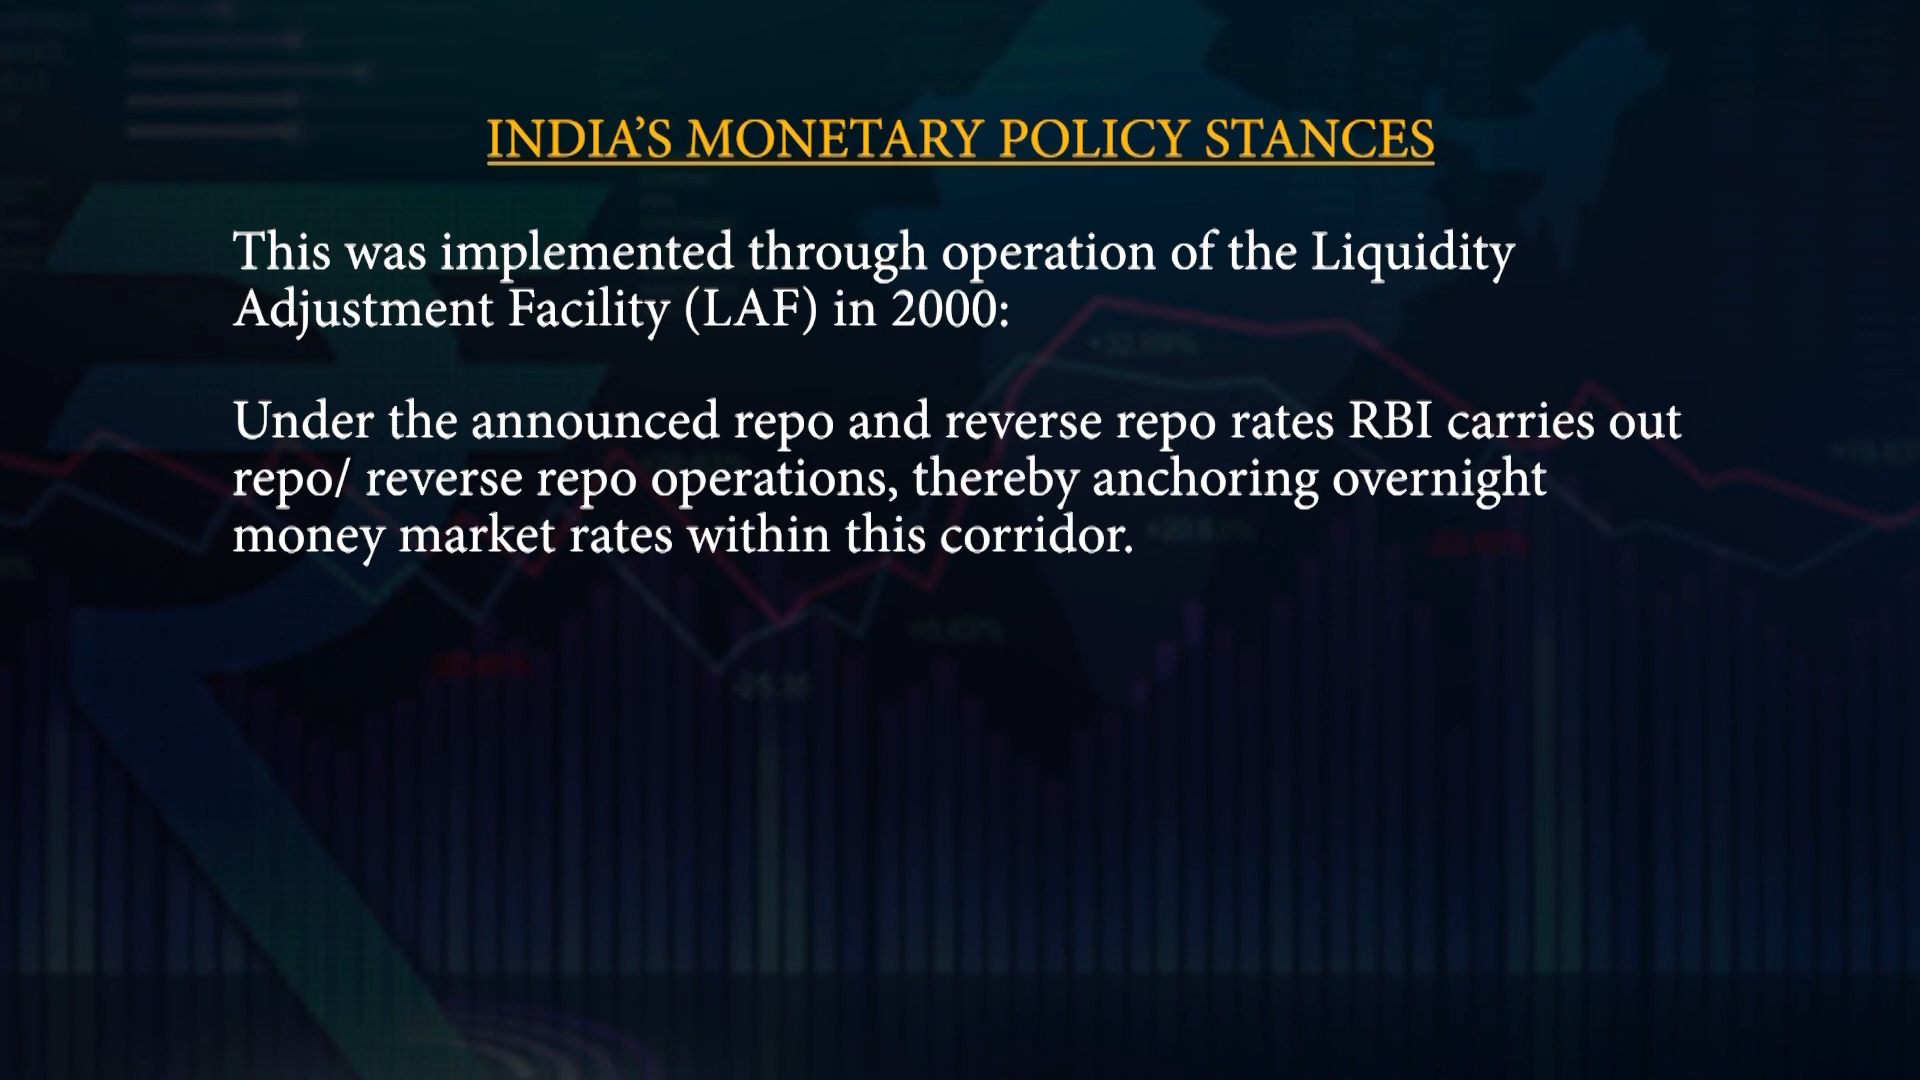 INDIA’S MONETARY POLICY STANCES
This was implemented through operation of the Liquidity
Adjustment Facility (LAF) in 2000:
Under the announced repo and reverse repo rates RBI carries out
repo/ reverse repo operations, thereby anchoring overnight
money market rates within this corridor.